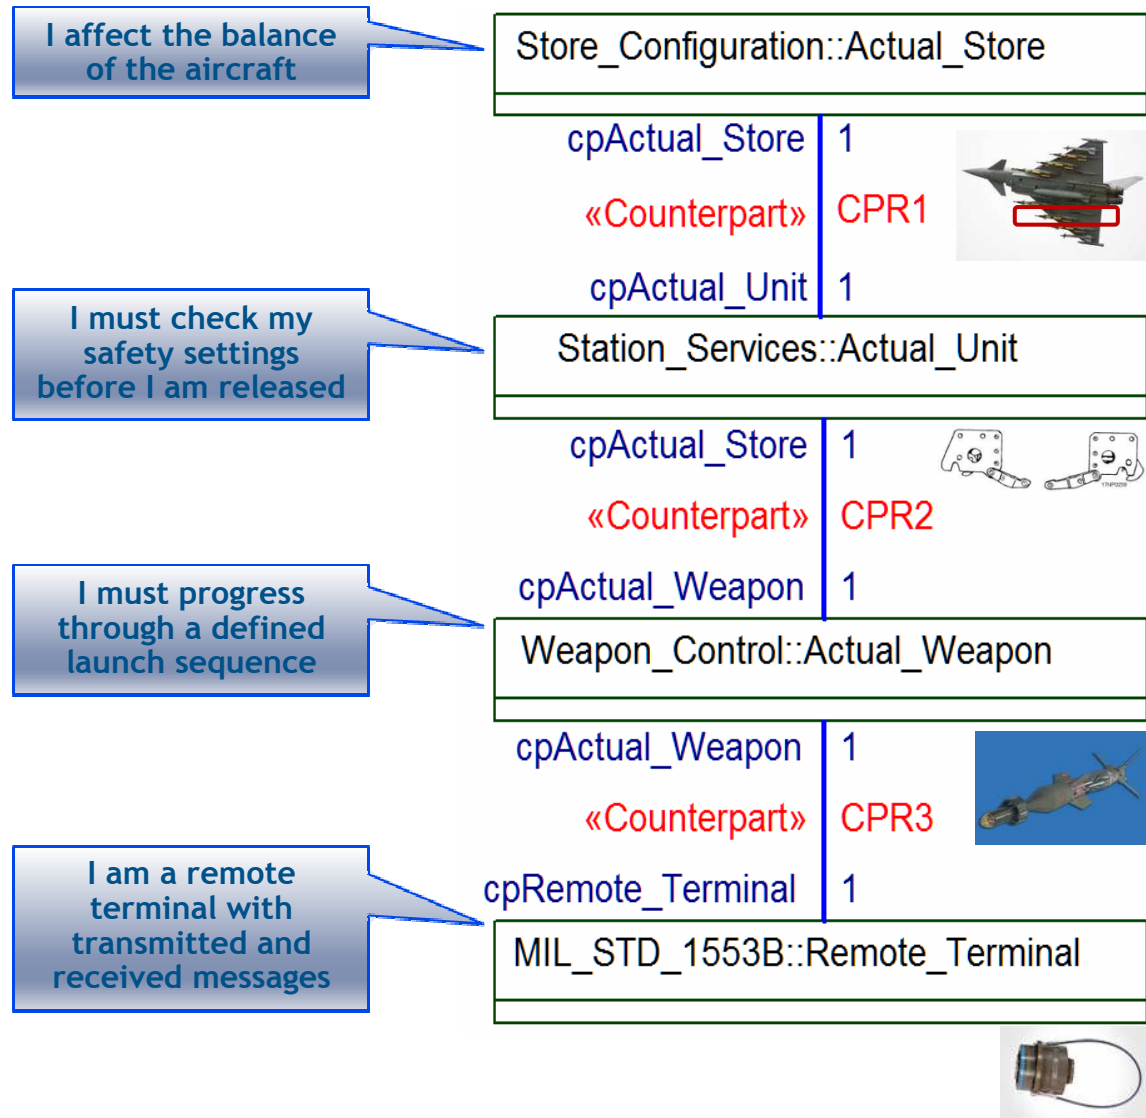 I affect the balance
of the aircraft
Store_Configuration::Actual_Store
cpActual_Store 1
«Counterpart» CPR1
cpActual_Unit 1
I must check my
safety settings
before I am released
Station_Services::Actual_Unit
cpActual_Store 1
«Counterpart» CPR2
cpActual_Weapon 1
I must progress
through a defined
launch sequence
Weapon_Control::Actual_Weapon
cpActual_Weapon 1
«Counterpart» CPR3
cpRemote_Terminal 1
I am a remote
terminal with
transmitted and
received messages
MIL_STD_1553B::Remote_Terminal